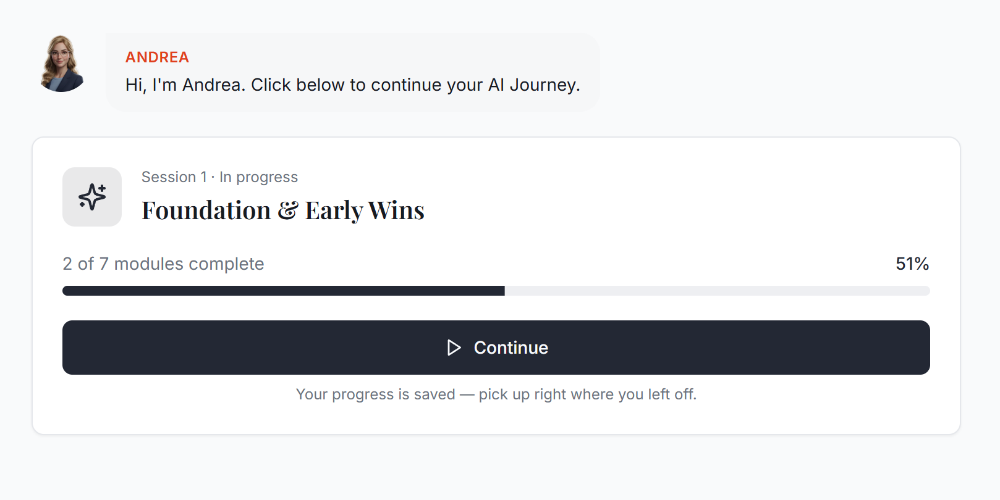 ANDREA
Hi, I'm Andrea. Click below to continue your AI Journey.
Session 1 · In progress
Foundation & Early Wins
2 of 7 modules complete
51%
Continue
Your progress is saved — pick up right where you left off.